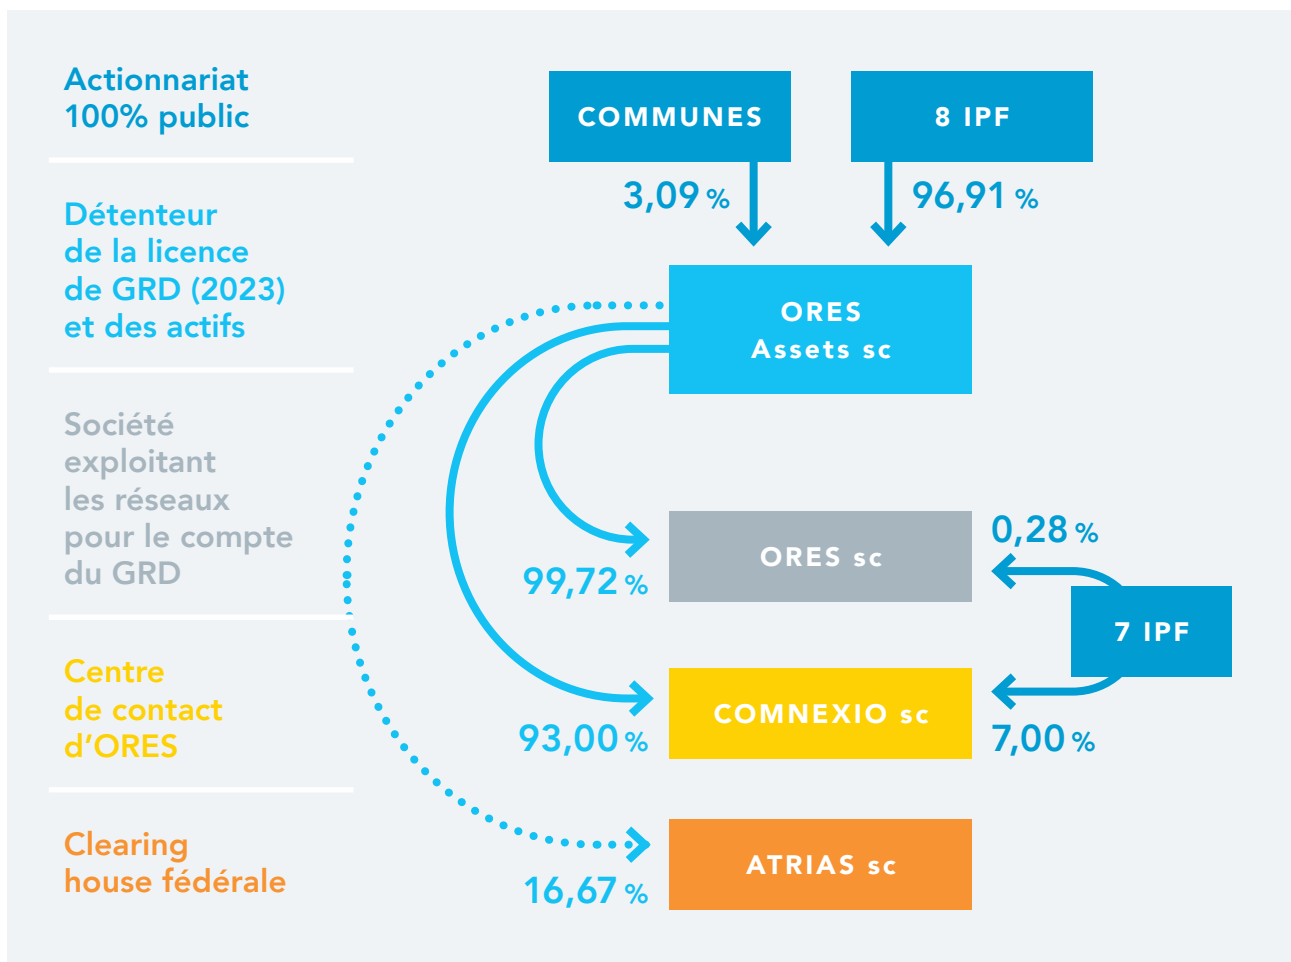 Actionnariat
100% public
COMMUNES
8 IPF
3,09 %
96,91 %
Détenteur
de la licence
de GRD (2023)
et des actifs
ORES
Assets sc
Société
exploitant
les réseaux
pour le compte
du GRD
99,72 %
ORES sc
0,28 %
7 IPF
Centre
de contact
d’ORES
93,00 %
COMNEXIO sc
7,00 %
Clearing
house fédérale
16,67 %
ATRIAS sc